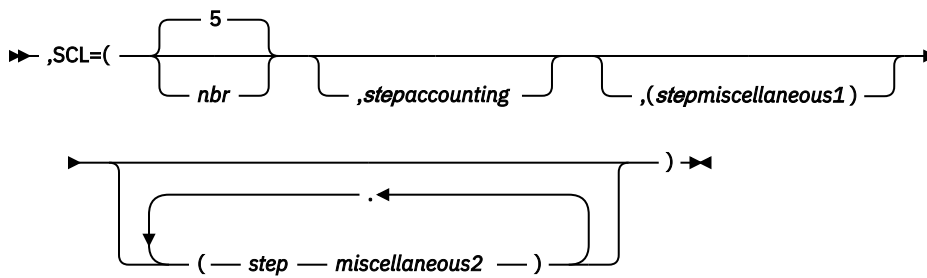 5
,SCL=(
nbr
,stepaccounting
,(stepmiscellaneous1)
)
.
( step miscellaneous2 )